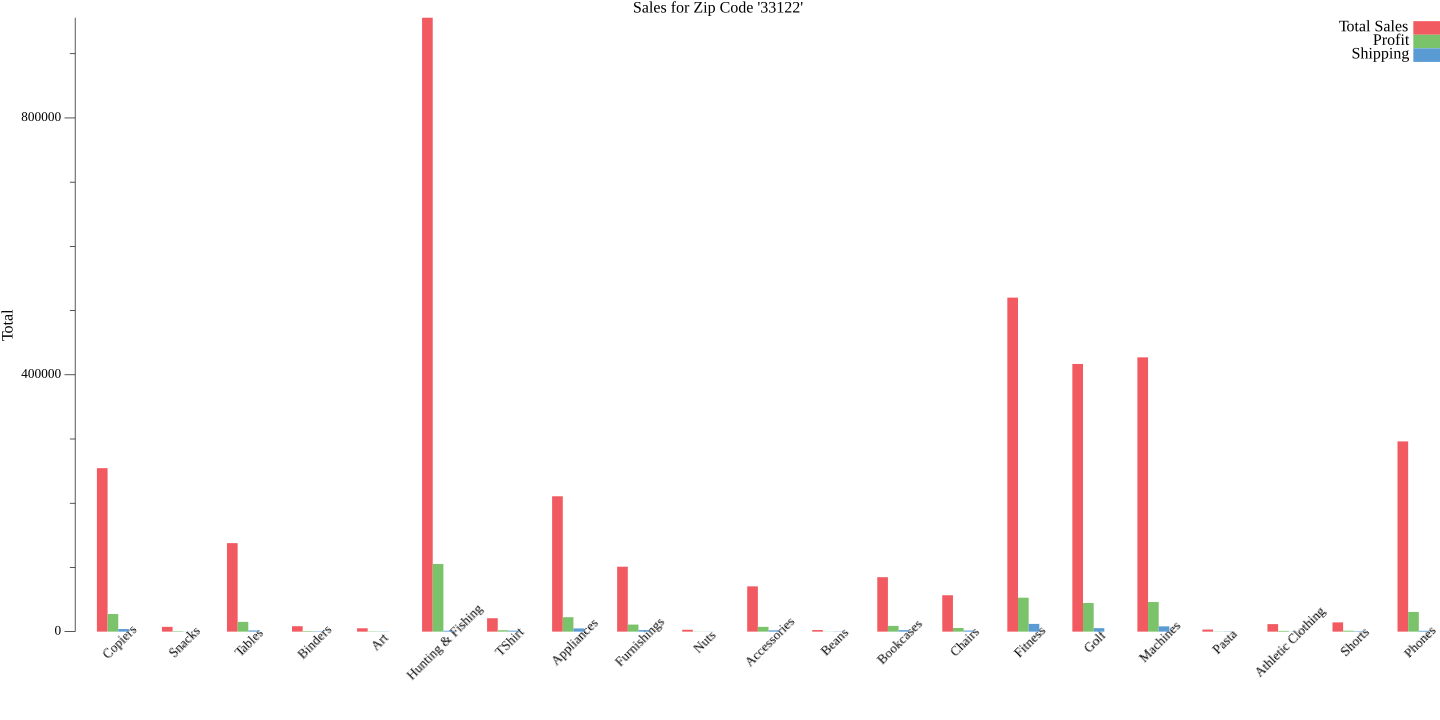 Sales for Zip Code '33122'
Total Sales
Profit
Shipping
Total
800000
400000
0
Copiers
Snacks
Tables
Binders
Art
Hunting & Fishing
TShirt
Appliances
Furnishings
Nuts
Accessories
Beans
Bookcases
Chairs
Fitness
Golf
Machines
Pasta
Athletic Clothing
Shorts
Phones